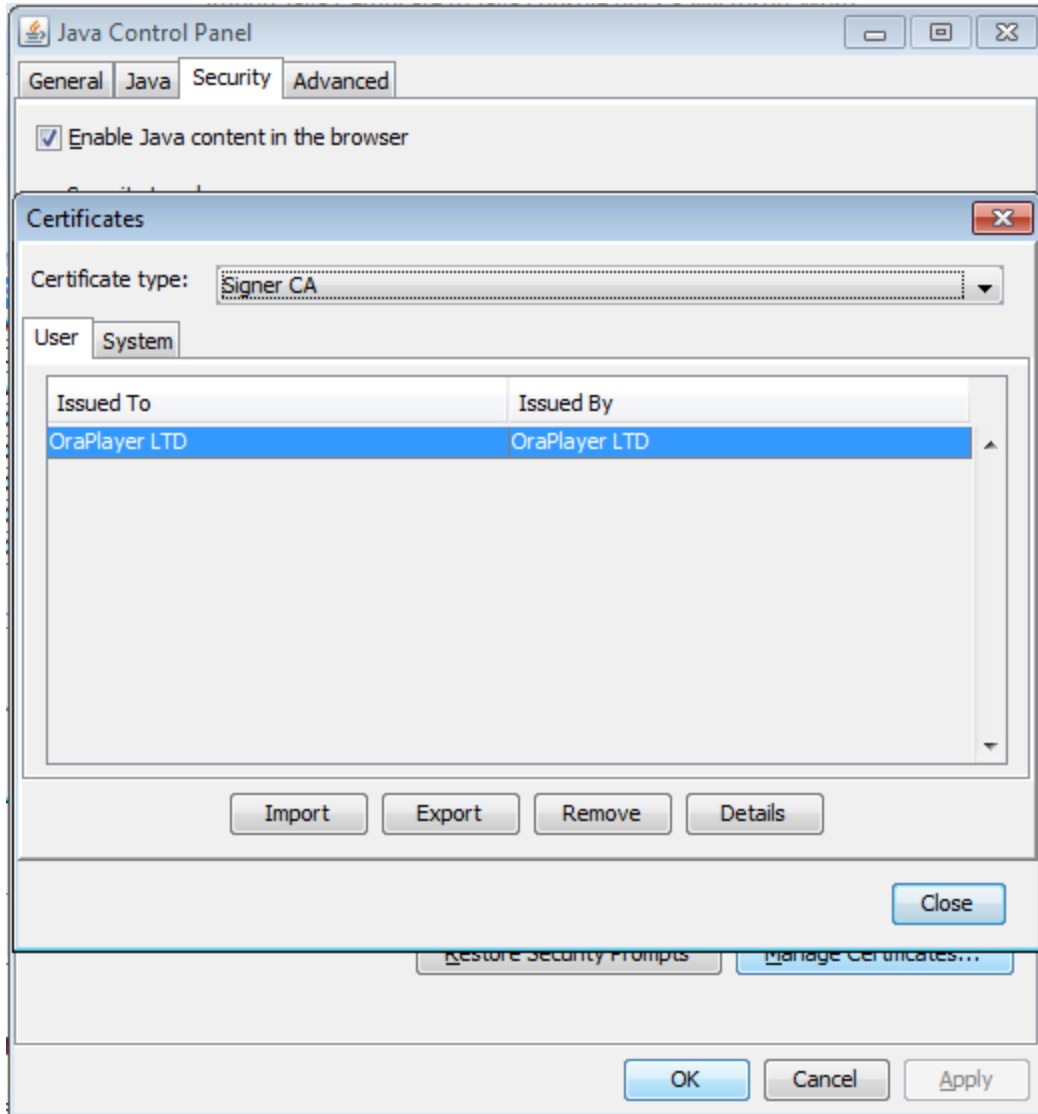 Java Control Panel
General Java Security Advanced
Enable Java content in the browser
Certificates
Certificate type: Signer CA
User System
Issued To Issued By
OraPlayer LTD OraPlayer LTD
Import Export Remove Details
Close
Restore Security Prompts Manage Certificates...
OK Cancel Apply